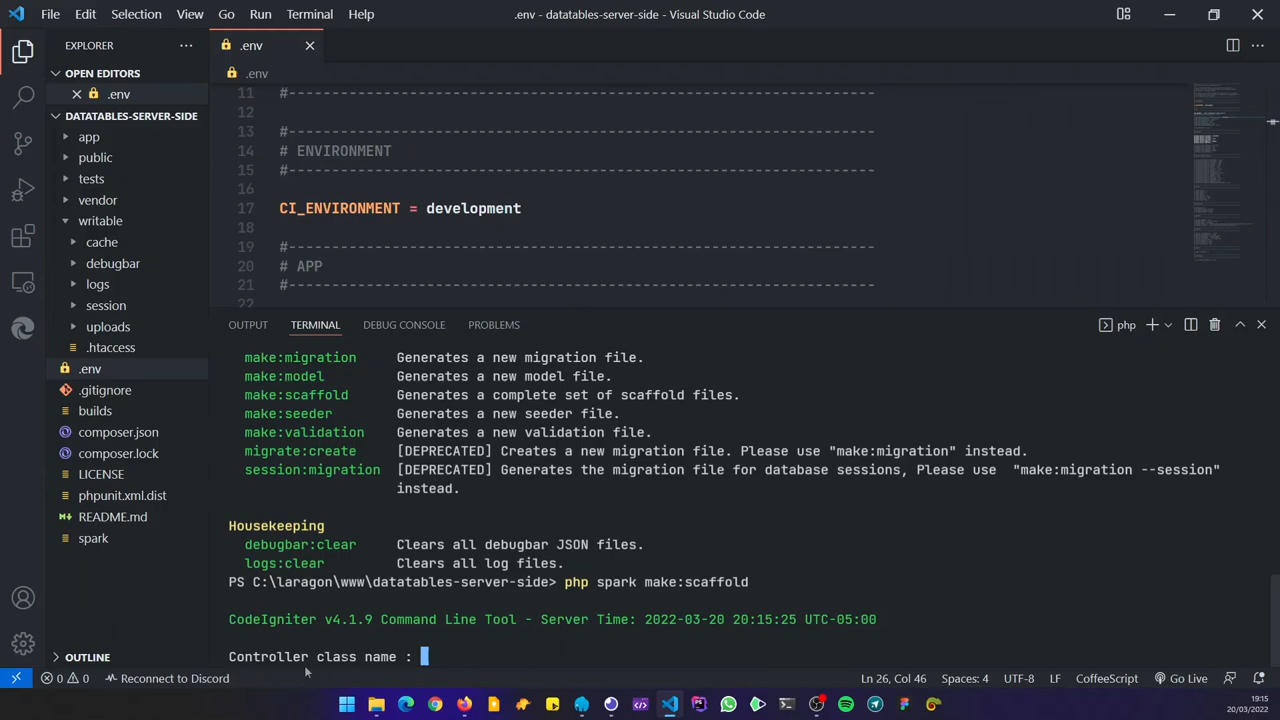 File Edit Selection View Go Run Terminal Help
.env - datatables-server-side - Visual Studio Code
EXPLORER
OPEN EDITORS
.env
DATATABLES-SERVER-SIDE
app
public
tests
vendor
writable
cache
debugbar
logs
session
uploads
.htaccess
.env
.gitignore
builds
composer.json
composer.lock
LICENSE
phpunit.xml.dist
README.md
spark
OUTLINE
.env
.env
11 #------------------------------------------------------------------
12
13 #------------------------------------------------------------------
14 # ENVIRONMENT
15 #------------------------------------------------------------------
16
17 CI_ENVIRONMENT = development
18
19 #------------------------------------------------------------------
20 # APP
21 #------------------------------------------------------------------
22
OUTPUT TERMINAL DEBUG CONSOLE PROBLEMS
php
make:migration Generates a new migration file.
make:model Generates a new model file.
make:scaffold Generates a complete set of scaffold files.
make:seeder Generates a new seeder file.
make:validation Generates a new validation file.
migrate:create [DEPRECATED] Creates a new migration file. Please use "make:migration" instead.
session:migration [DEPRECATED] Generates the migration file for database sessions, Please use "make:migration --session"
instead.
Housekeeping
debugbar:clear Clears all debugbar JSON files.
logs:clear Clears all log files.
PS C:\laragon\www\datatables-server-side> php spark make:scaffold
CodeIgniter v4.1.9 Command Line Tool - Server Time: 2022-03-20 20:15:25 UTC-05:00
Controller class name :
0 0 Reconnect to Discord
Ln 26, Col 46 Spaces: 4 UTF-8 LF CoffeeScript Go Live
19:15
20/03/2022